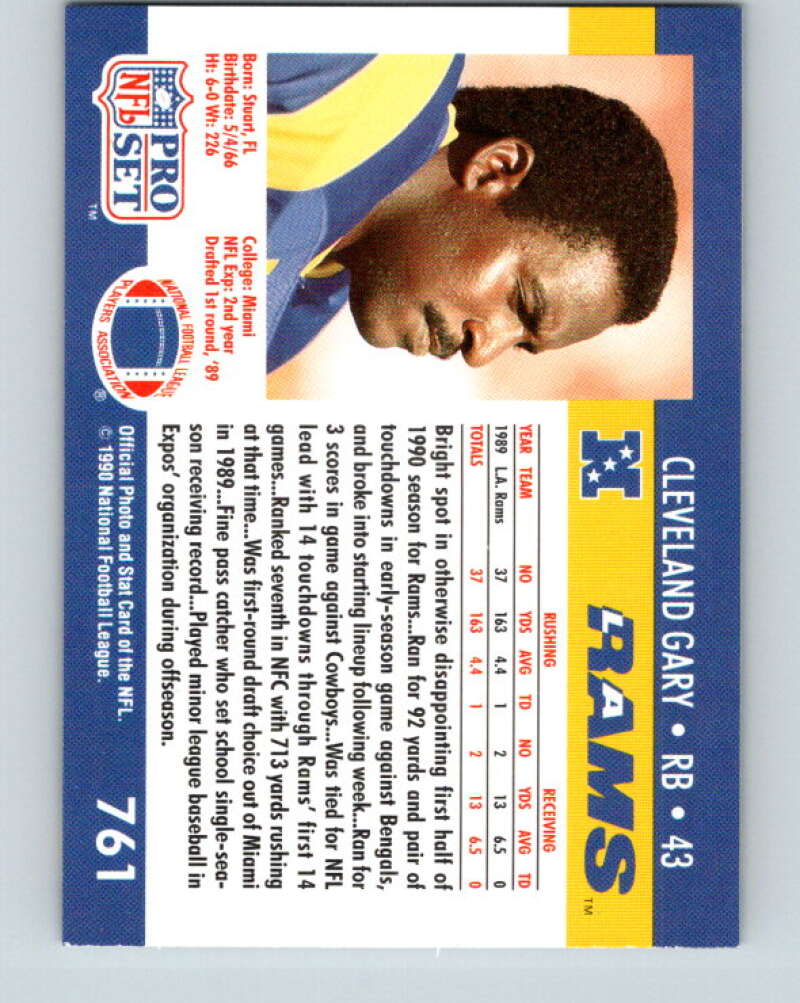 CLEVELAND GARY • RB • 43
N
RAMS™
RUSHING RECEIVING
YEAR TEAM NO YDS AVG TD NO YDS AVG TD
1989 L.A. Rams 37 163 4.4 1 2 13 6.5 0
TOTALS 37 163 4.4 1 2 13 6.5 0
Bright spot in otherwise disappointing first half of
1990 season for Rams...Ran for 92 yards and pair of
touchdowns in early-season game against Bengals,
and broke into starting lineup following week...Ran for
3 scores in game against Cowboys...Was tied for NFL
lead with 14 touchdowns through Rams' first 14
games...Ranked seventh in NFC with 713 yards rushing
at that time...Was first-round draft choice out of Miami
in 1989...Fine pass catcher who set school single-sea-
son receiving record...Played minor league baseball in
Expos' organization during offseason.
Born: Stuart, FL
Birthdate: 5/4/66
Ht: 6-0 Wt: 226
College: Miami
NFL Exp: 2nd year
Drafted 1st round, '89
NFL
PRO
SET
™
NATIONAL FOOTBALL LEAGUE
PLAYERS ASSOCIATION
®
Official Photo and Stat Card of the NFL.
© 1990 National Football League.
761